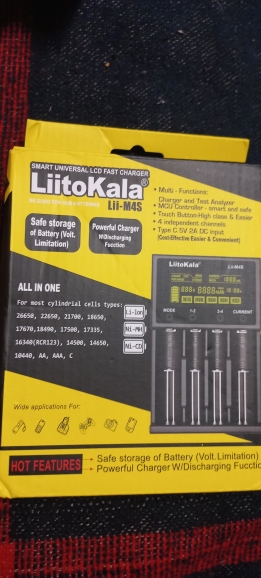 SMART UNIVERSAL LCD FAST CHARGER
LiitoKala®
Lii-M4S
Safe storage
of Battery (Volt.
Limitation)
Powerful Charger
W/Discharging
Fucction
• Multi - Functions:
Charger and Test Analyzer
• MCU Controller - smart and safe
• Touch Button:High class & Easier
• 4 independent channels
• Type C 5V 2A DC input
(Cost-Effective Easier & Convenient)
LiitoKala
Lii-M4S
MODE 1-2 3-4 CURRENT
ALL IN ONE
For most cylindrial cells types:
26650, 22650, 21700, 18650,
17670,18490, 17500, 17335,
16340(RCR123), 14500, 14650,
10440, AA, AAA, C
Li-ion
Ni-MH
Ni-CD
Wide applications For:
HOT FEATURES
Safe storage of Battery (Volt.Limitation)
Powerful Charger W/Discharging Fucctio